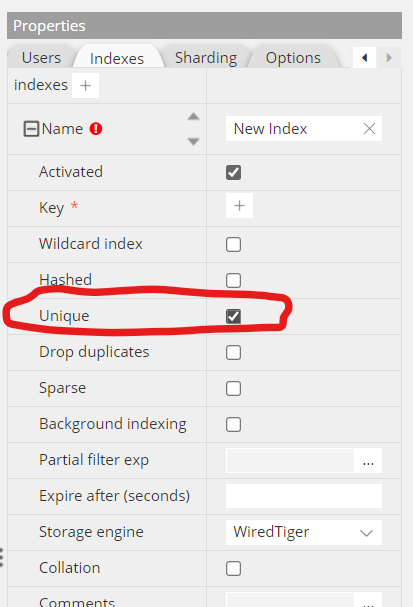 Properties
Users Indexes Sharding Options
indexes +
Name New Index
Activated
Key * +
Wildcard index
Hashed
Unique
Drop duplicates
Sparse
Background indexing
Partial filter exp ...
Expire after (seconds)
Storage engine WiredTiger
Collation
Comments ...